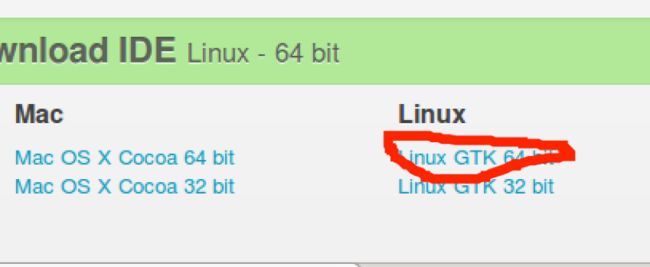 wnload IDE Linux - 64 bit
Mac
Mac OS X Cocoa 64 bit
Mac OS X Cocoa 32 bit
Linux
Linux GTK 64 bit
Linux GTK 32 bit